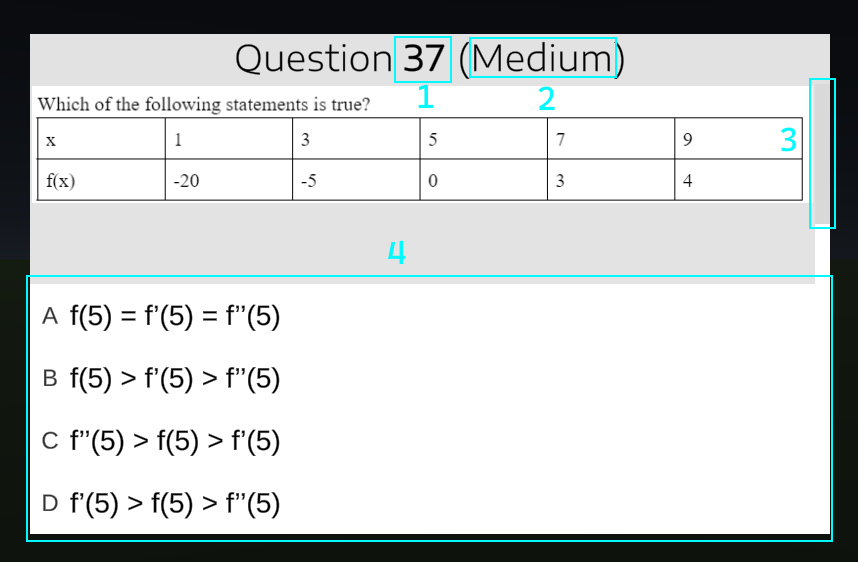 Question 37 (Medium)
1
2
Which of the following statements is true?
x 1 3 5 7 9
3
f(x) -20 -5 0 3 4
4
A f(5) = f'(5) = f''(5)
B f(5) > f'(5) > f''(5)
C f''(5) > f(5) > f'(5)
D f'(5) > f(5) > f''(5)